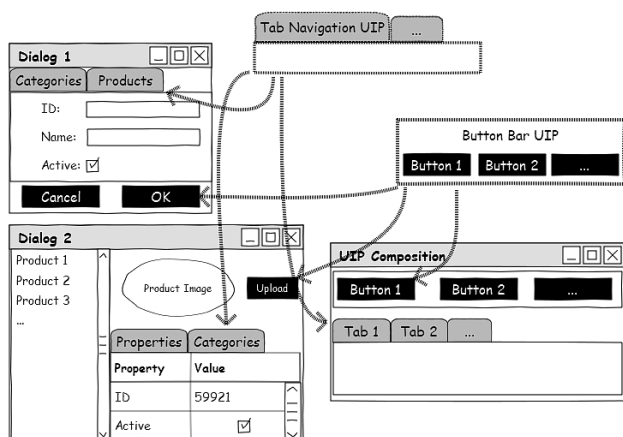 Tab Navigation UIP
...
Dialog 1
Categories Products
ID:
Name:
Active:
Cancel OK
Button Bar UIP
Button 1 Button 2 ...
Dialog 2
Product 1
Product 2
Product 3
...
Product Image
Upload
Properties Categories
Property Value
ID 59921
Active
UIP Composition
Button 1 Button 2 ...
Tab 1 Tab 2 ...